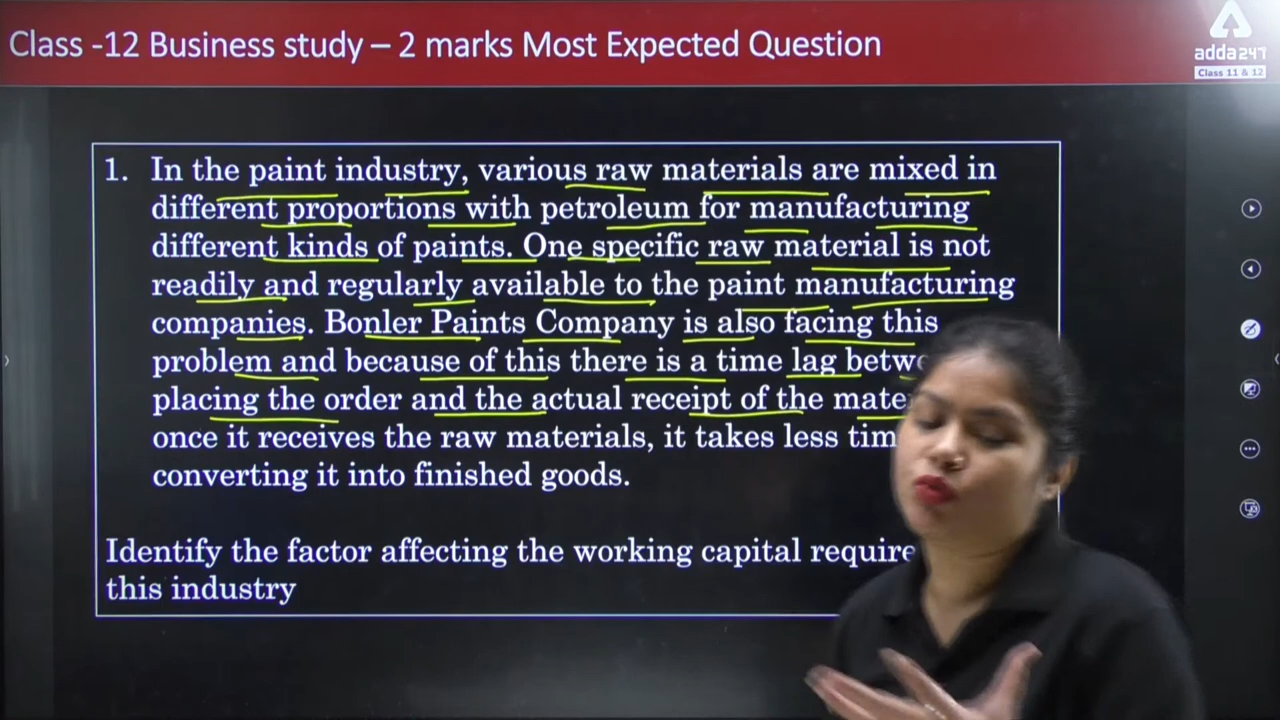 Class -12 Business study – 2 marks Most Expected Question
adda247
Class 11 & 12
1. In the paint industry, various raw materials are mixed in
different proportions with petroleum for manufacturing
different kinds of paints. One specific raw material is not
readily and regularly available to the paint manufacturing
companies. Bonler Paints Company is also facing this
problem and because of this there is a time lag
placing the order and the actual receipt of the
once it receives the raw materials, it takes less
converting it into finished goods.
Identify the factor affecting the working capital
this industry